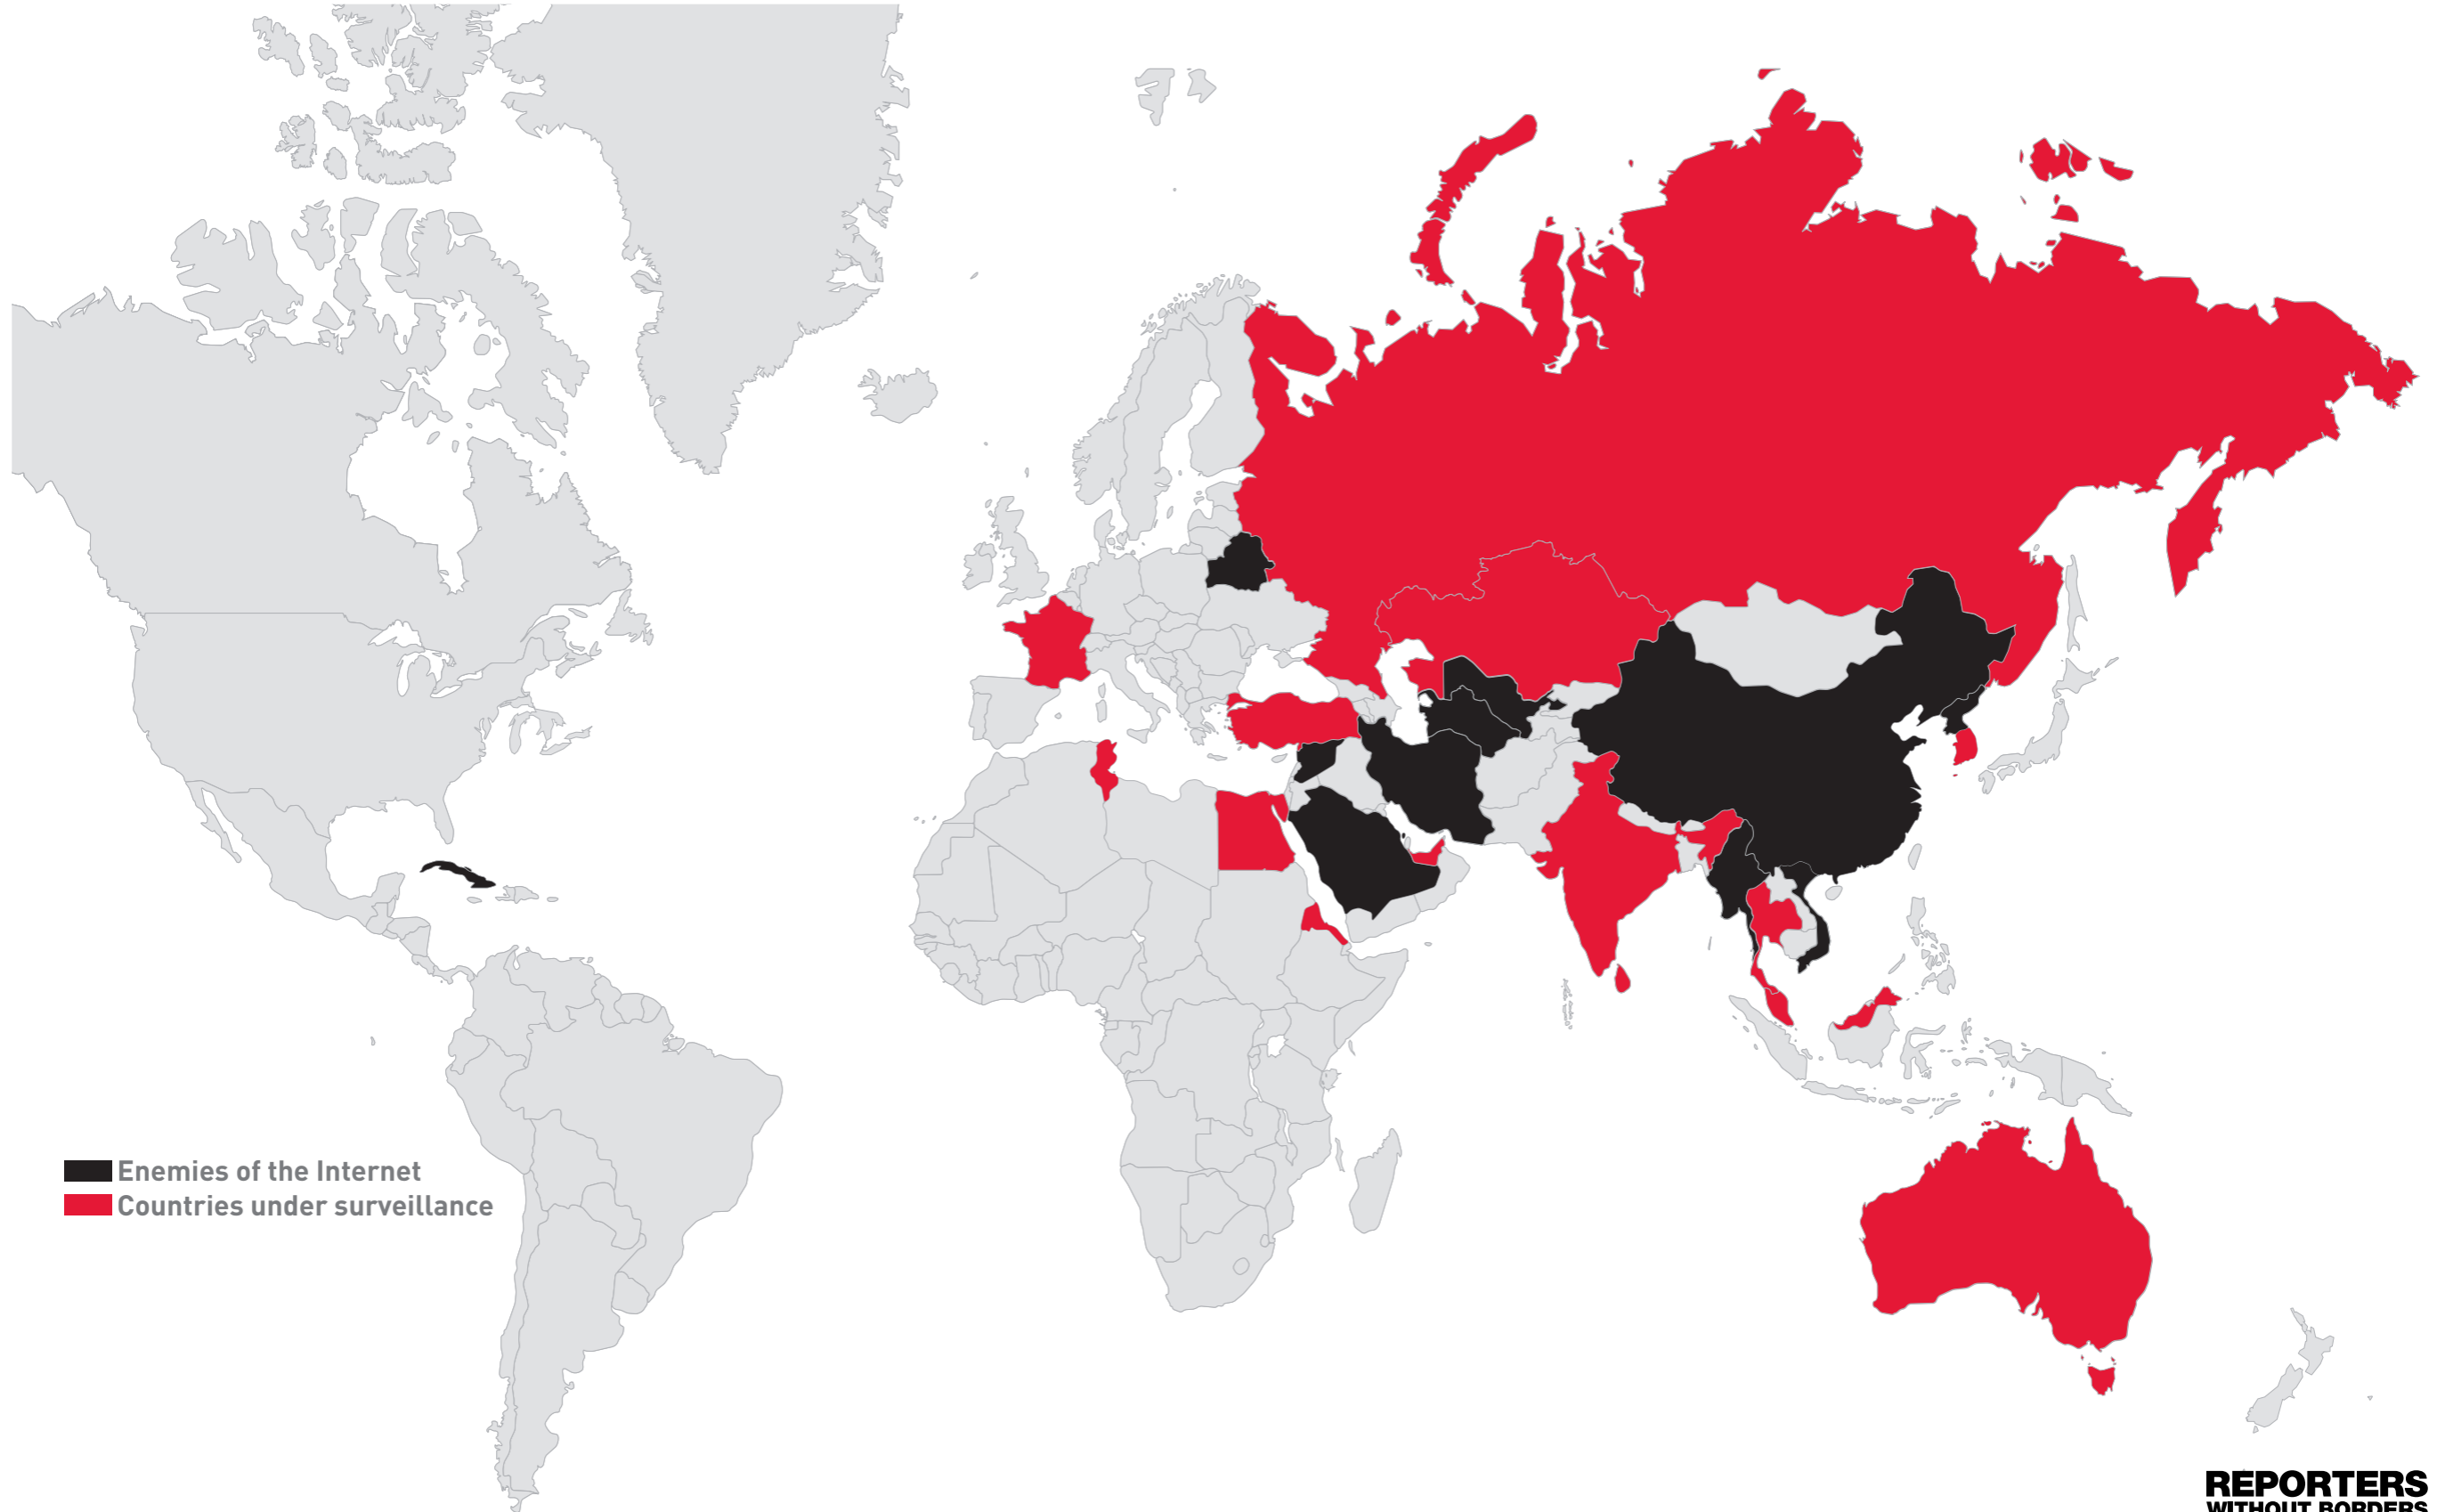 Enemies of the Internet
Countries under surveillance
REPORTERS
WITHOUT BORDERS